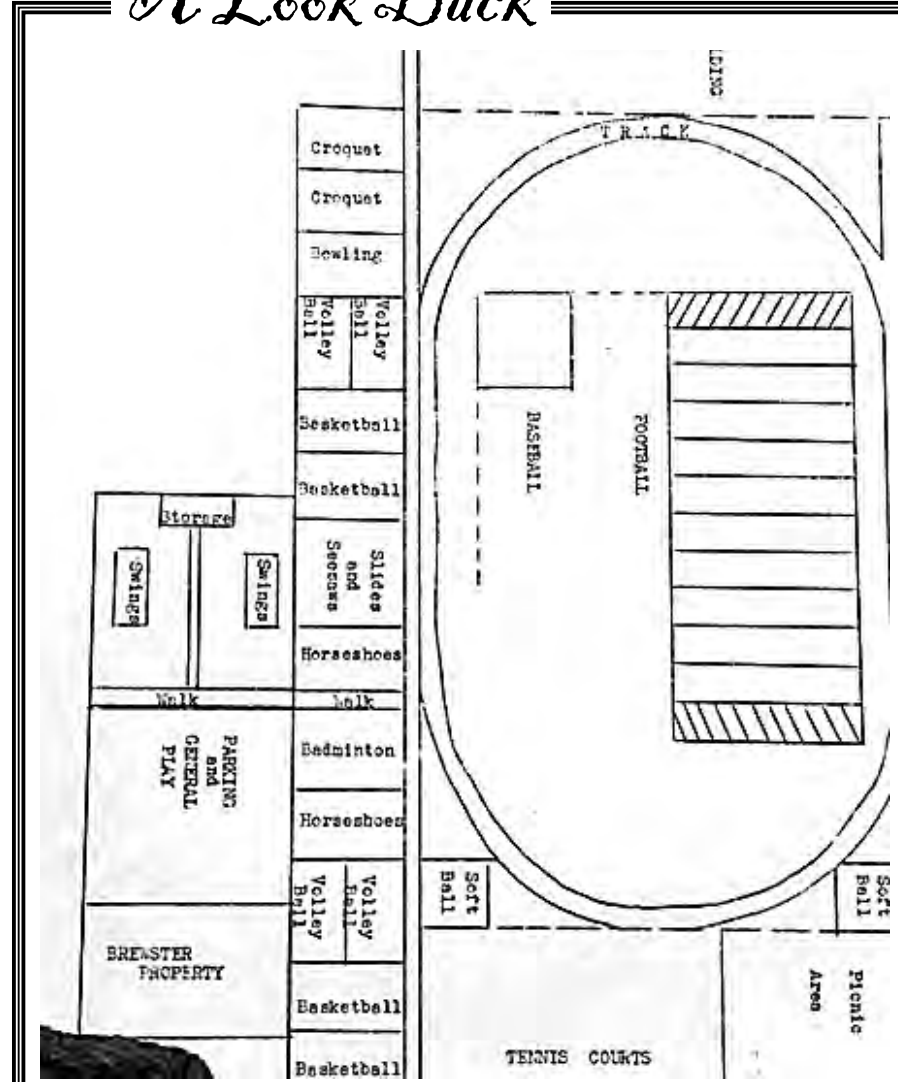 A Look Back
LDING
TRACK
Croquet
Croquet
Bowling
Volley
Ball
Volley
Ball
Basketball
Basketball
BASEBALL
FOOTBALL
Storage
Swings
Swings
Slides
and
Seesaws
Horseshoes
Walk
Walk
PARKING
and
GENERAL
PLAY
Badminton
Horseshoes
Volley
Ball
Volley
Ball
Soft
Ball
Soft
Ball
BREWSTER
PROPERTY
Basketball
Basketball
Picnic
Area
TENNIS COURTS